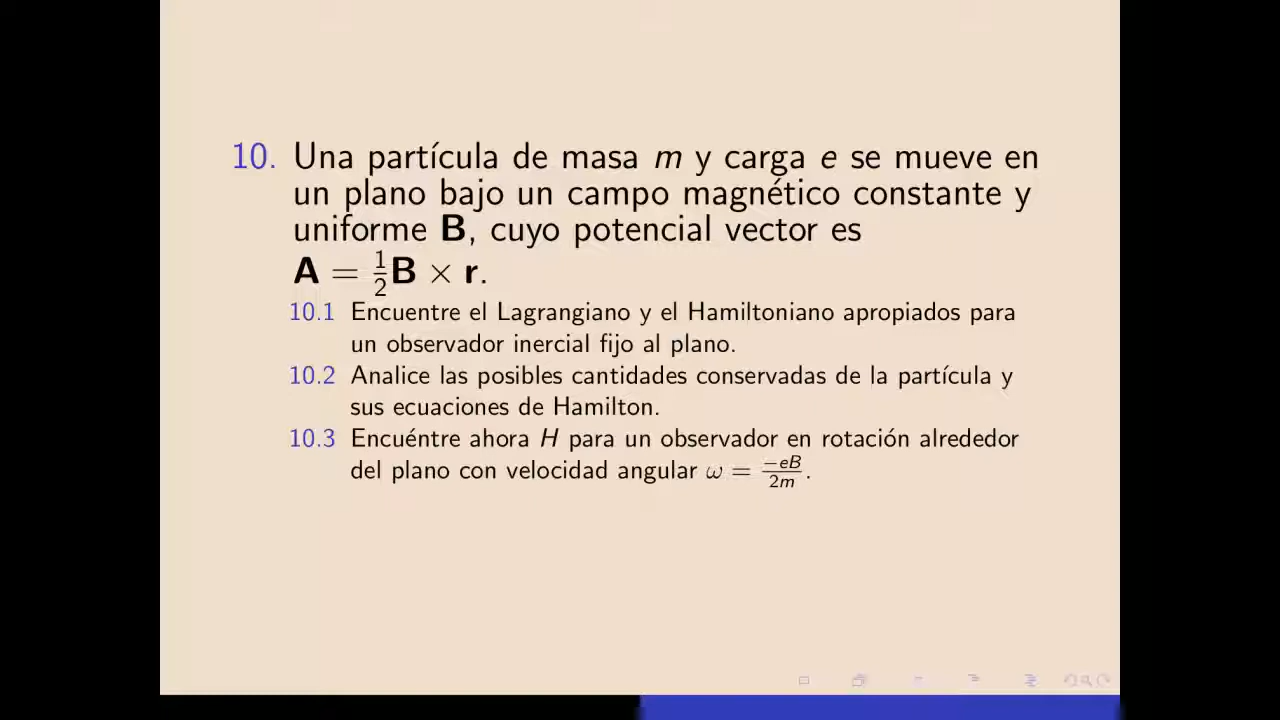 10. Una partícula de masa m y carga e se mueve en
un plano bajo un campo magnético constante y
uniforme B, cuyo potencial vector es
A = 1/2 B × r.
10.1 Encuentre el Lagrangiano y el Hamiltoniano apropiados para
un observador inercial fijo al plano.
10.2 Analice las posibles cantidades conservadas de la partícula y
sus ecuaciones de Hamilton.
10.3 Encuéntre ahora H para un observador en rotación alrededor
del plano con velocidad angular ω = −eB/2m.